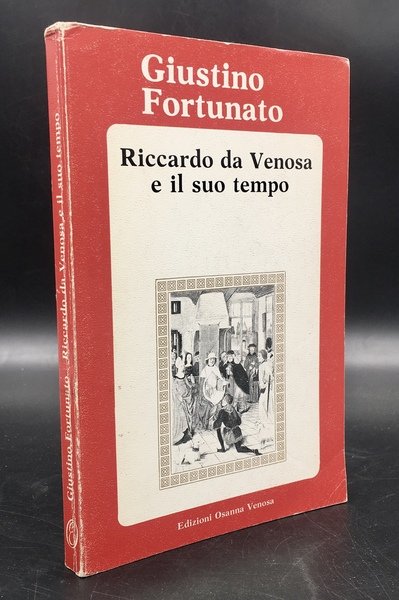 Giustino
Fortunato
Riccardo da Venosa
e il suo tempo
Edizioni Osanna Venosa
Giustino Fortunato - Riccardo da Venosa e il suo tempo